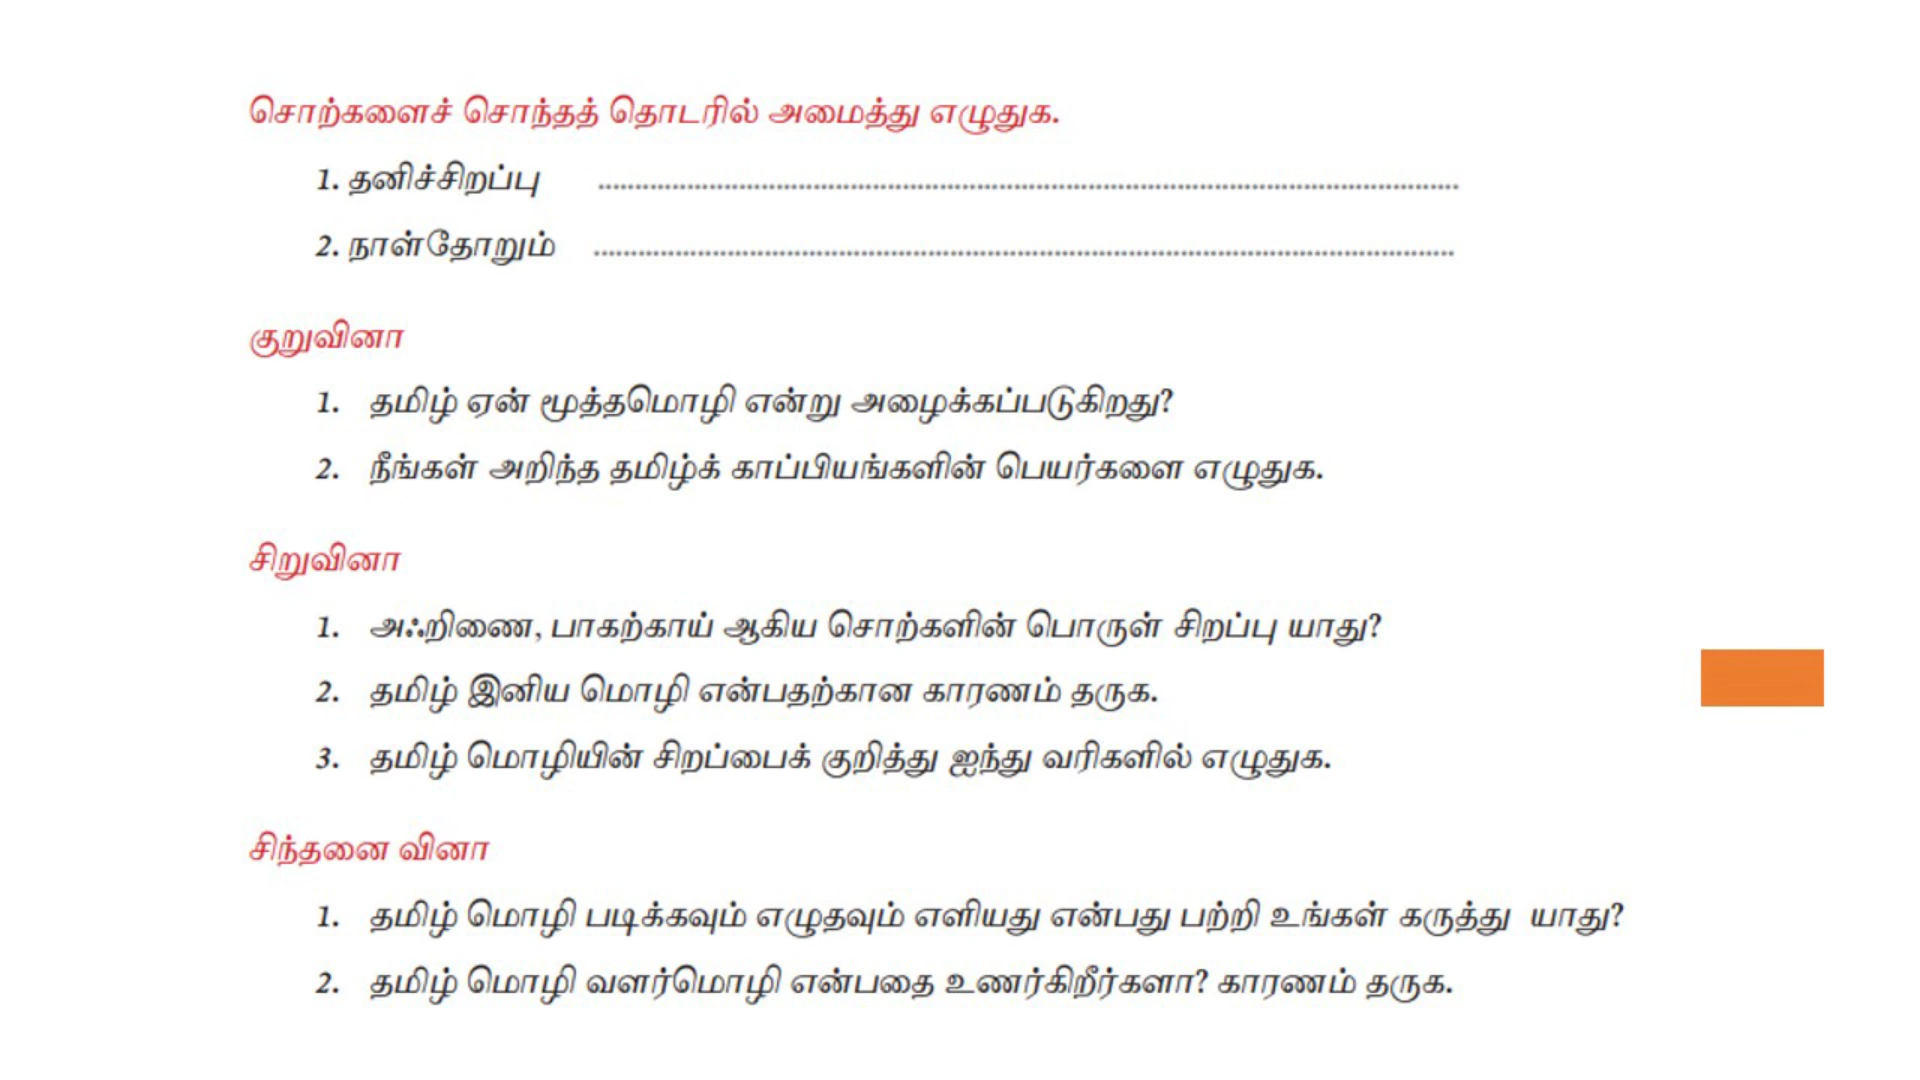 சொற்களைச் சொந்தத் தொடரில் அமைத்து எழுதுக.
1. தனிச்சிறப்பு ....................................................................................................................
2. நாள்தோறும் ....................................................................................................................
குறுவினா
1. தமிழ் ஏன் மூத்தமொழி என்று அழைக்கப்படுகிறது?
2. நீங்கள் அறிந்த தமிழ்க் காப்பியங்களின் பெயர்களை எழுதுக.
சிறுவினா
1. அஃறிணை, பாகற்காய் ஆகிய சொற்களின் பொருள் சிறப்பு யாது?
2. தமிழ் இனிய மொழி என்பதற்கான காரணம் தருக.
3. தமிழ் மொழியின் சிறப்பைக் குறித்து ஐந்து வரிகளில் எழுதுக.
சிந்தனை வினா
1. தமிழ் மொழி படிக்கவும் எழுதவும் எளியது என்பது பற்றி உங்கள் கருத்து யாது?
2. தமிழ் மொழி வளர்மொழி என்பதை உணர்கிறீர்களா? காரணம் தருக.